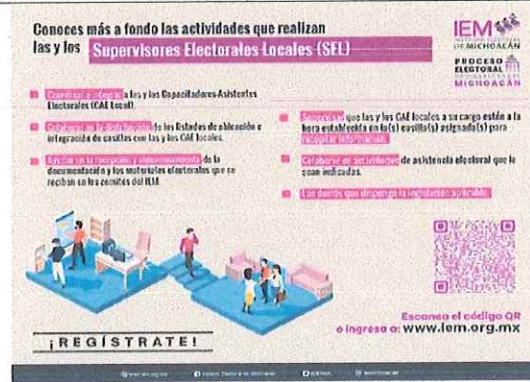 Conoces más a fondo las actividades que realizan
las y los Supervisores Electorales Locales (SEL)
IEM
DE MICHOACÁN
PROCESO
ELECTORAL
MICHOACÁN
a las y los Capacitadores-Asistentes
Electorales (CAE Local).
Colaborar en la distribución de los listados de ubicación e
integración de casillas con las y los CAE locales.
Auxiliar en la recepción y almacenamiento de la
documentación y los materiales electorales que se
reciban en los comités del IEM.
Supervisar que las y los CAE locales a su cargo estén a la
hora establecida en la(s) casilla(s) asignada(s) para
recopilar información.
Colaborar en actividades de asistencia electoral que le
sean indicadas.
Las demás que disponga la legislación aplicable.
¡REGÍSTRATE!
Escanea el código QR
o ingresa a: www.iem.org.mx